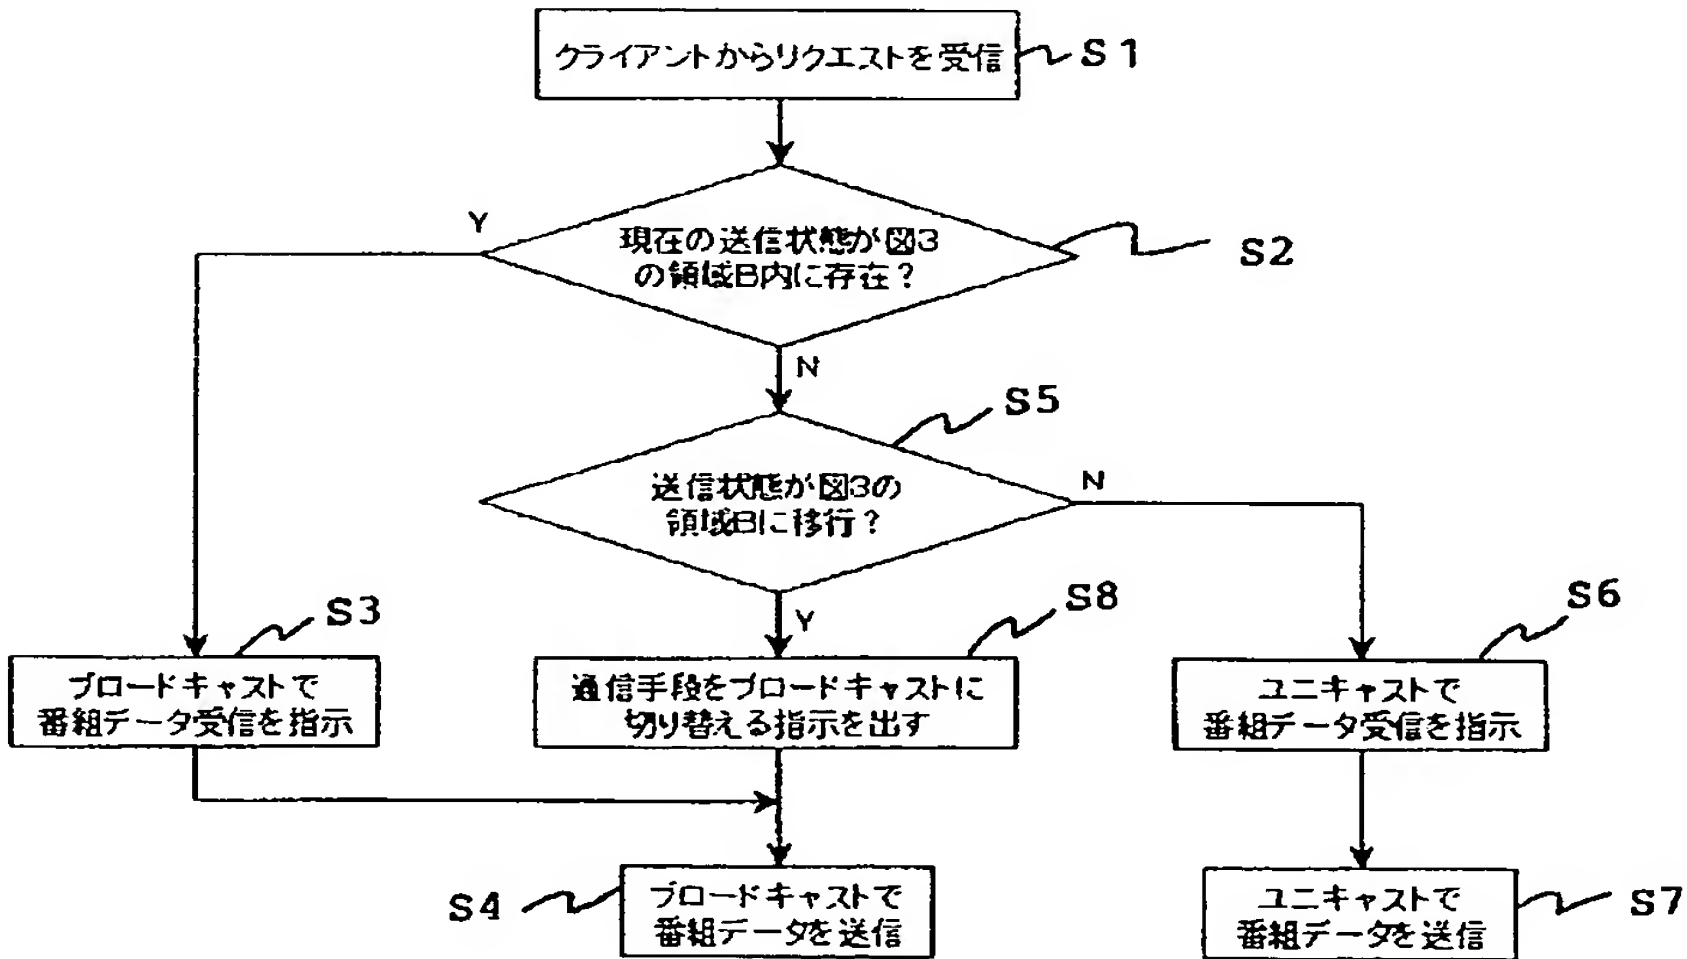 クライアントからリクエストを受信
S1
Y
現在の送信状態が図3
の領域B内に存在?
S2
N
S5
送信状態が図3の
領域Bに移行?
N
S3
Y
S8
S6
ブロードキャストで
番組データ受信を指示
通信手段をブロードキャストに
切り替える指示を出す
ユニキャストで
番組データ受信を指示
S4
ブロードキャストで
番組データを送信
ユニキャストで
番組データを送信
S7